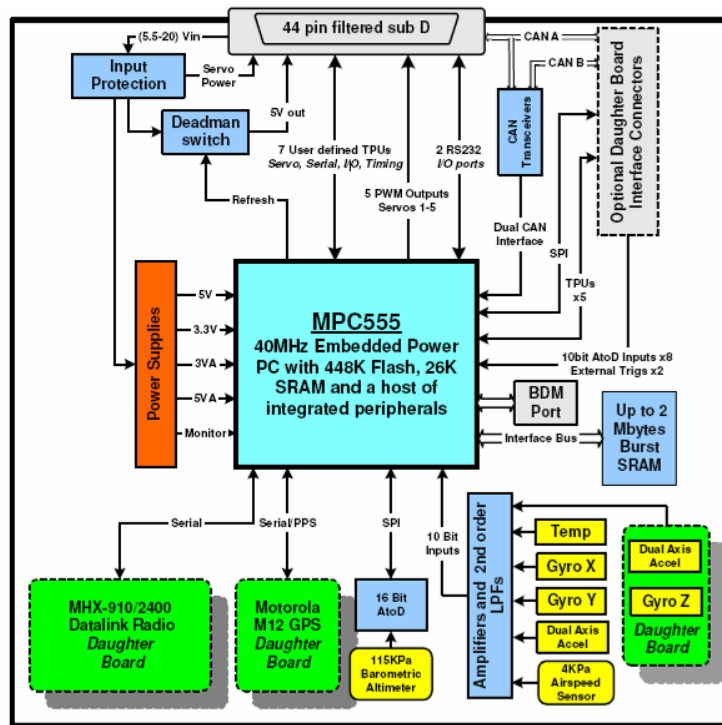 44 pin filtered sub D
(5.5-20) Vin
CAN A
CAN B
Input
Protection
Servo
Power
Deadman
switch
5V out
CAN
Transceivers
Optional Daughter Board
Interface Connectors
7 User defined TPUs
Servo, Serial, I/O, Timing
2 RS232
I/O ports
5 PWM Outputs
Servos 1-5
Refresh
Dual CAN
Interface
SPI
TPUs
x5
Power Supplies
5V
3.3V
3VA
5VA
Monitor
MPC555
40MHz Embedded Power
PC with 448K Flash, 26K
SRAM and a host of
integrated peripherals
10bit AtoD Inputs x8
External Trigs x2
BDM
Port
Interface Bus
Up to 2
Mbytes
Burst
SRAM
Serial
Serial/PPS
SPI
10 Bit
Inputs
MHX-910/2400
Datalink Radio
Daughter
Board
Motorola
M12 GPS
Daughter
Board
16 Bit
AtoD
115KPa
Barometric
Altimeter
Amplifiers and 2nd order
LPFs
Temp
Gyro X
Gyro Y
Dual Axis
Accel
4KPa
Airspeed
Sensor
Dual Axis
Accel
Gyro Z
Daughter
Board